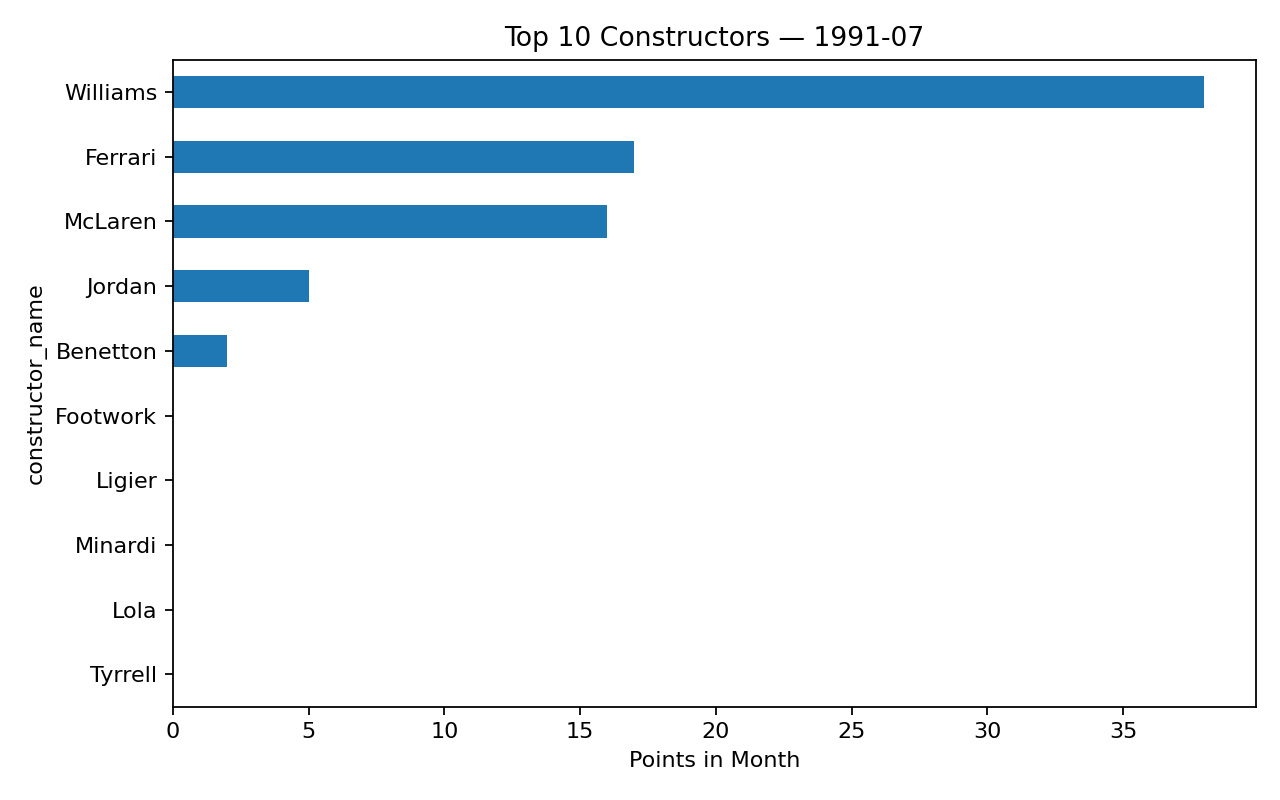 Top 10 Constructors — 1991-07
Williams
Ferrari
McLaren
Jordan
Benetton
Footwork
Ligier
Minardi
Lola
Tyrrell
constructor_name
0 5 10 15 20 25 30 35
Points in Month